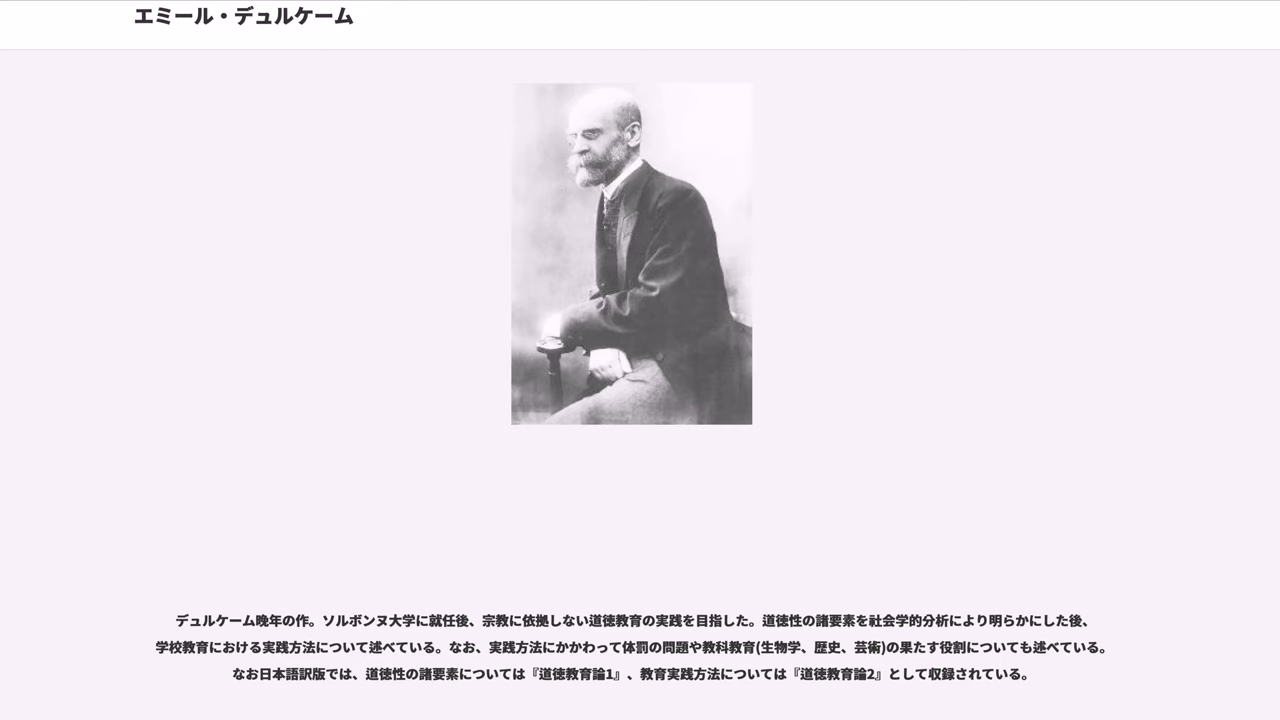 エミール・デュルケーム
デュルケーム晩年の作。ソルボンヌ大学に就任後、宗教に依拠しない道徳教育の実践を目指した。道徳性の諸要素を社会学的分析により明らかにした後、
学校教育における実践方法について述べている。なお、実践方法にかかわって体罰の問題や教科教育(生物学、歴史、芸術)の果たす役割についても述べている。
なお日本語訳版では、道徳性の諸要素については『道徳教育論1』、教育実践方法については『道徳教育論2』として収録されている。